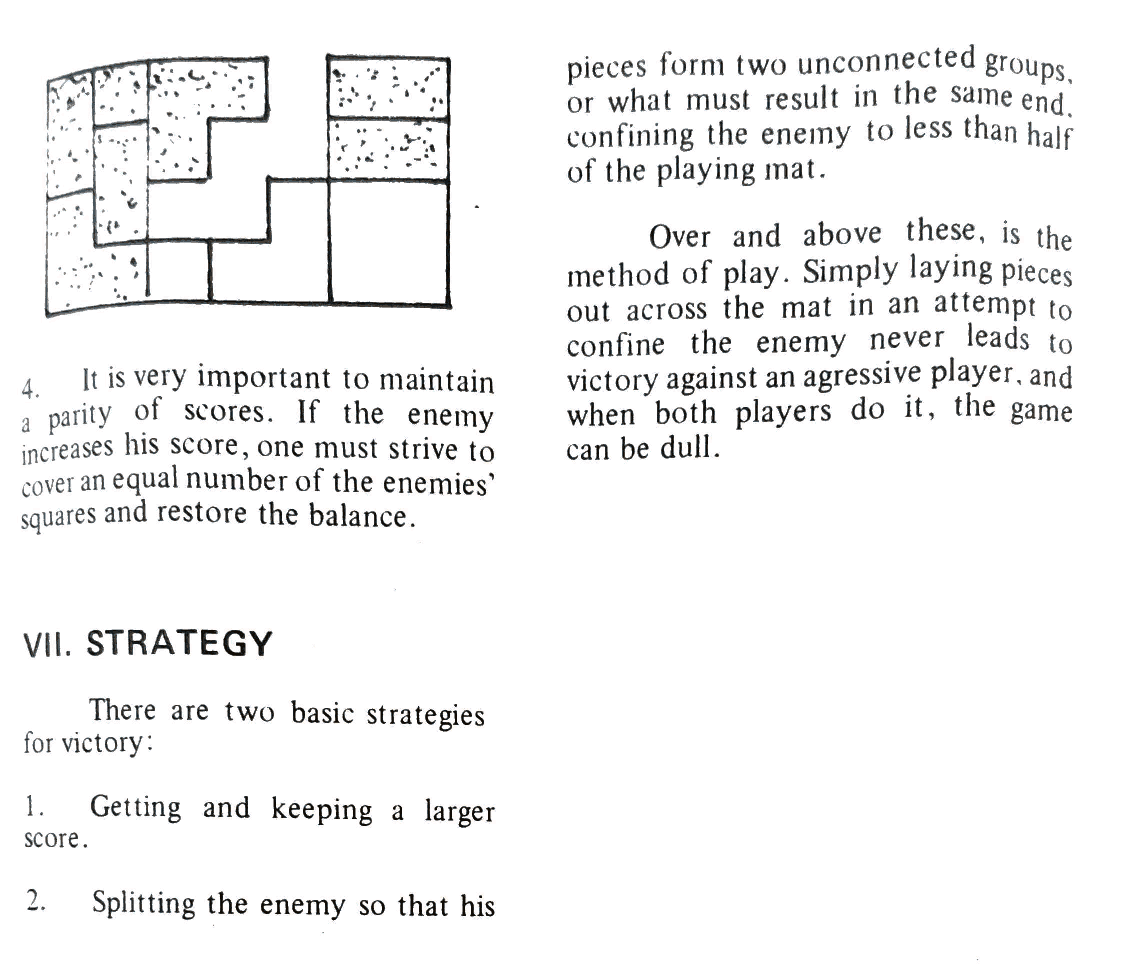 4. It is very important to maintain
a parity of scores. If the enemy
increases his score, one must strive to
cover an equal number of the enemies'
squares and restore the balance.
VII. STRATEGY
There are two basic strategies
for victory:
1. Getting and keeping a larger
score.
2. Splitting the enemy so that his
pieces form two unconnected groups,
or what must result in the same end.
confining the enemy to less than half
of the playing mat.
Over and above these, is the
method of play. Simply laying pieces
out across the mat in an attempt to
confine the enemy never leads to
victory against an agressive player, and
when both players do it, the game
can be dull.